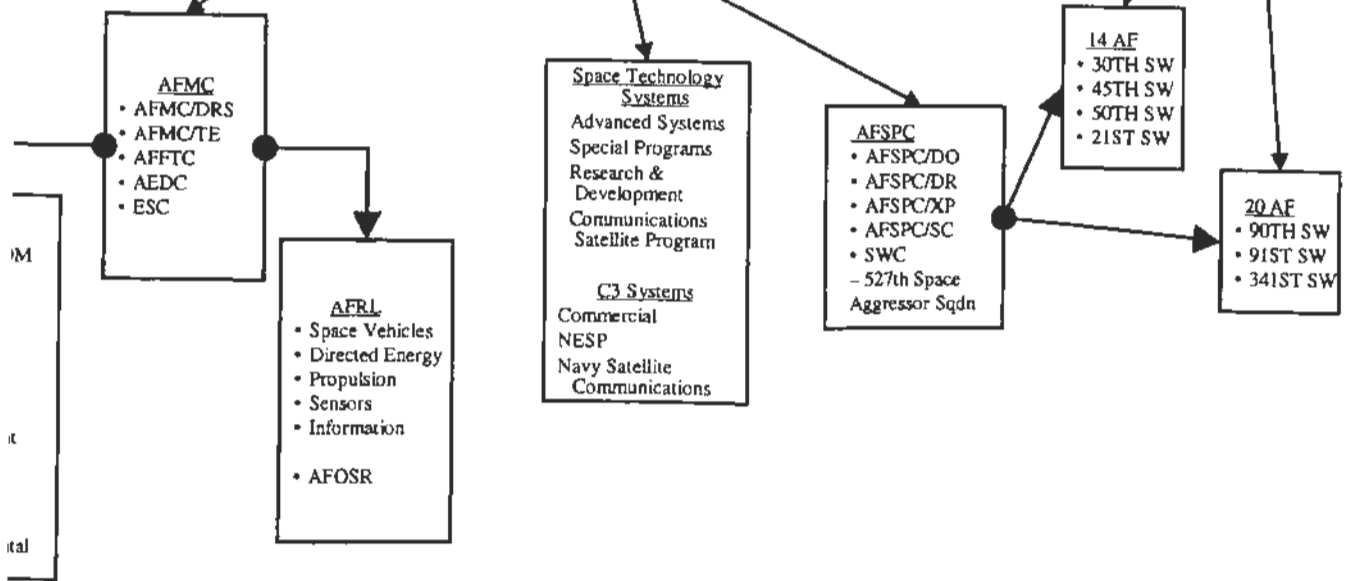 AFMC
• AFMC/DRS
• AFMC/TE
• AFFTC
• AEDC
• ESC
AFRL
• Space Vehicles
• Directed Energy
• Propulsion
• Sensors
• Information
• AFOSR
Space Technology
Systems
Advanced Systems
Special Programs
Research &
Development
Communications
Satellite Program
C3 Systems
Commercial
NESP
Navy Satellite
Communications
AFSPC
• AFSPC/DO
• AFSPC/DR
• AFSPC/XP
• AFSPC/SC
• SWC
– 527th Space
Aggressor Sqdn
14 AF
• 30TH SW
• 45TH SW
• 50TH SW
• 21ST SW
20 AF
• 90TH SW
• 91ST SW
• 341ST SW